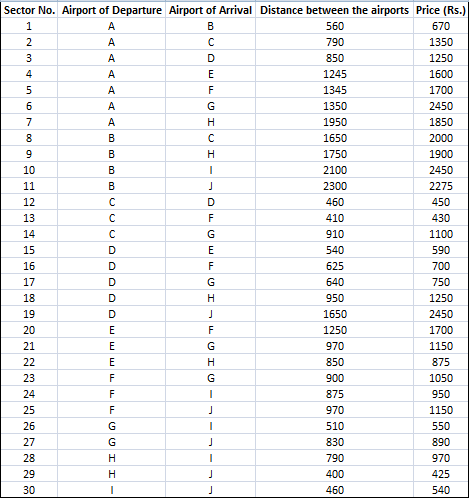 Sector No. Airport of Departure Airport of Arrival Distance between the airports Price (Rs.)
1 A B 560 670
2 A C 790 1350
3 A D 850 1250
4 A E 1245 1600
5 A F 1345 1700
6 A G 1350 2450
7 A H 1950 1850
8 B C 1650 2000
9 B H 1750 1900
10 B I 2100 2450
11 B J 2300 2275
12 C D 460 450
13 C F 410 430
14 C G 910 1100
15 D E 540 590
16 D F 625 700
17 D G 640 750
18 D H 950 1250
19 D J 1650 2450
20 E F 1250 1700
21 E G 970 1150
22 E H 850 875
23 F G 900 1050
24 F I 875 950
25 F J 970 1150
26 G I 510 550
27 G J 830 890
28 H I 790 970
29 H J 400 425
30 I J 460 540